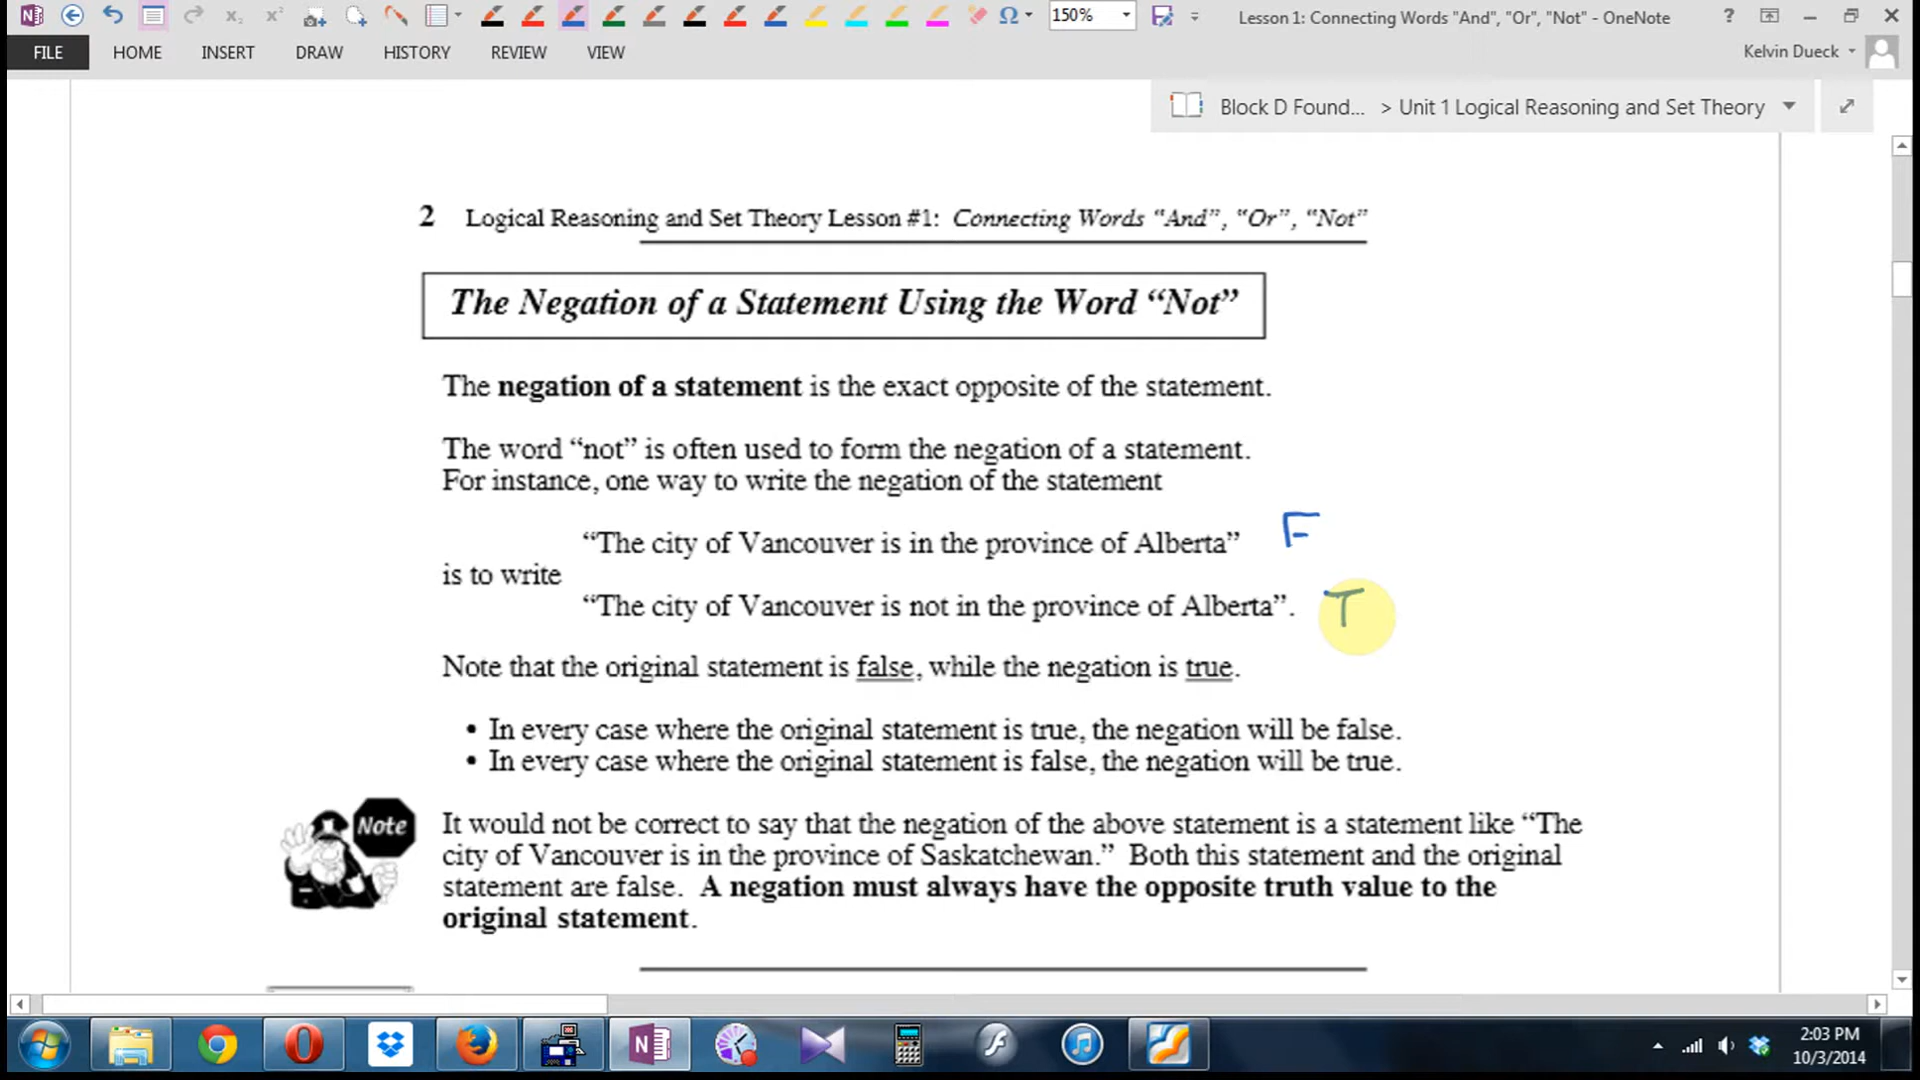 150%
Lesson 1: Connecting Words "And", "Or", "Not" - OneNote
FILE HOME INSERT DRAW HISTORY REVIEW VIEW
Kelvin Dueck
Block D Found... > Unit 1 Logical Reasoning and Set Theory
2 Logical Reasoning and Set Theory Lesson #1: Connecting Words “And”, “Or”, “Not”
The Negation of a Statement Using the Word “Not”
The negation of a statement is the exact opposite of the statement.
The word “not” is often used to form the negation of a statement.
For instance, one way to write the negation of the statement
“The city of Vancouver is in the province of Alberta” F
is to write
“The city of Vancouver is not in the province of Alberta”. T
Note that the original statement is false, while the negation is true.
• In every case where the original statement is true, the negation will be false.
• In every case where the original statement is false, the negation will be true.
Note
It would not be correct to say that the negation of the above statement is a statement like “The
city of Vancouver is in the province of Saskatchewan.” Both this statement and the original
statement are false. A negation must always have the opposite truth value to the
original statement.
2:03 PM
10/3/2014